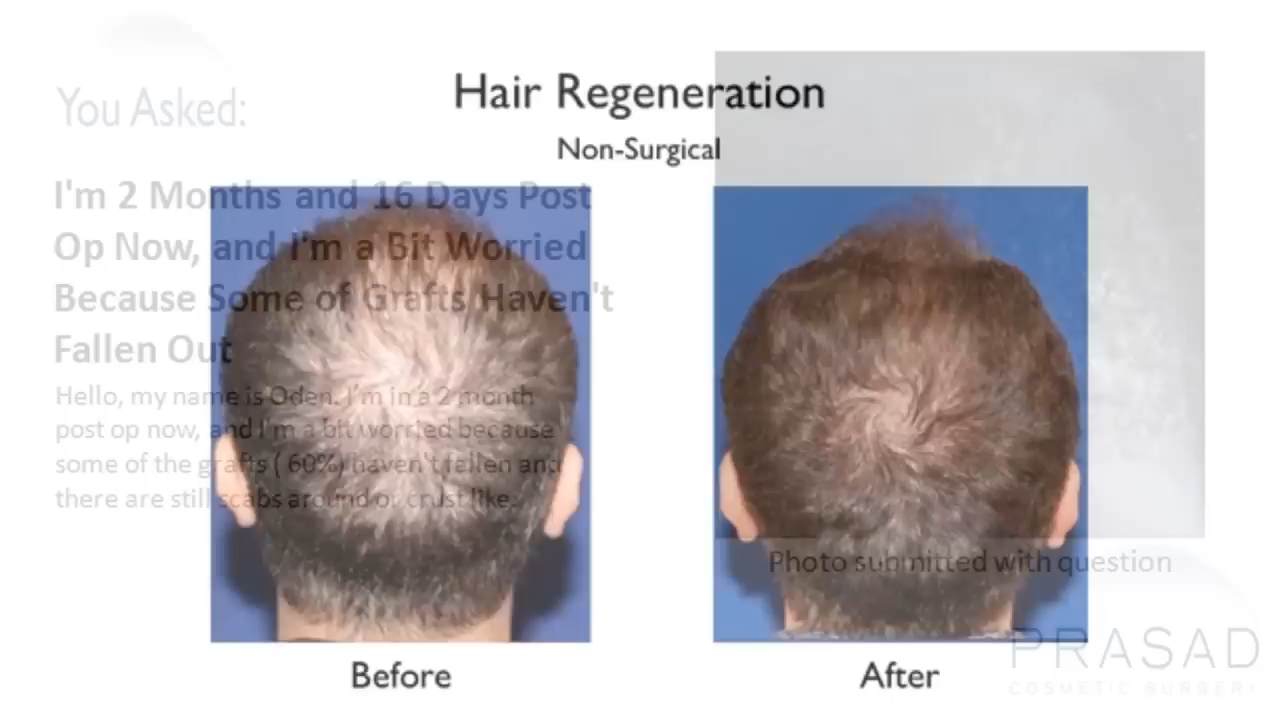 Hair Regeneration
Non-Surgical
You Asked:
I'm 2 Months and 16 Days Post
Op Now, and I'm a Bit Worried
Because Some of Grafts Haven't
Fallen Out
Hello, my name is Oden. I'm in a 2 month
post op now, and I'm a bit worried because
some of the grafts ( 60%) haven't fallen and
there are still scabs around or crust like.
Photo submitted with question
Before
After
PRASAD
COSMETIC SURGERY